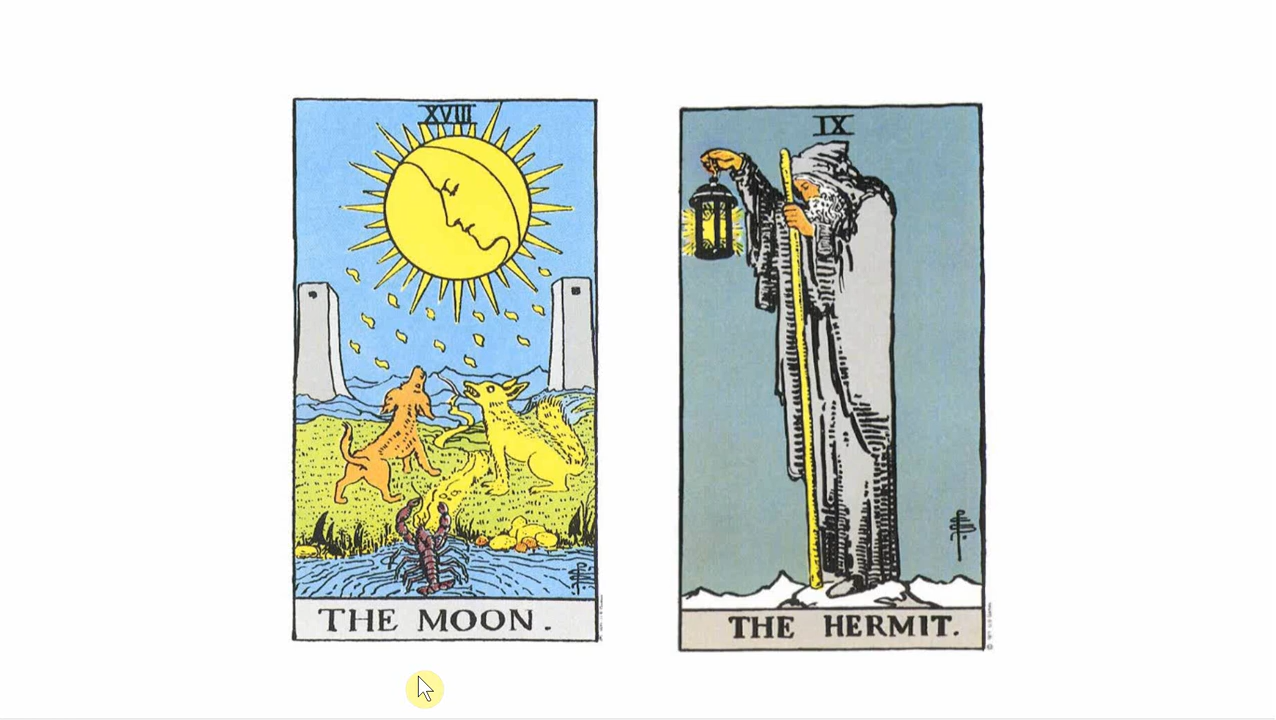 XVIII
THE MOON.
IX
THE HERMIT.